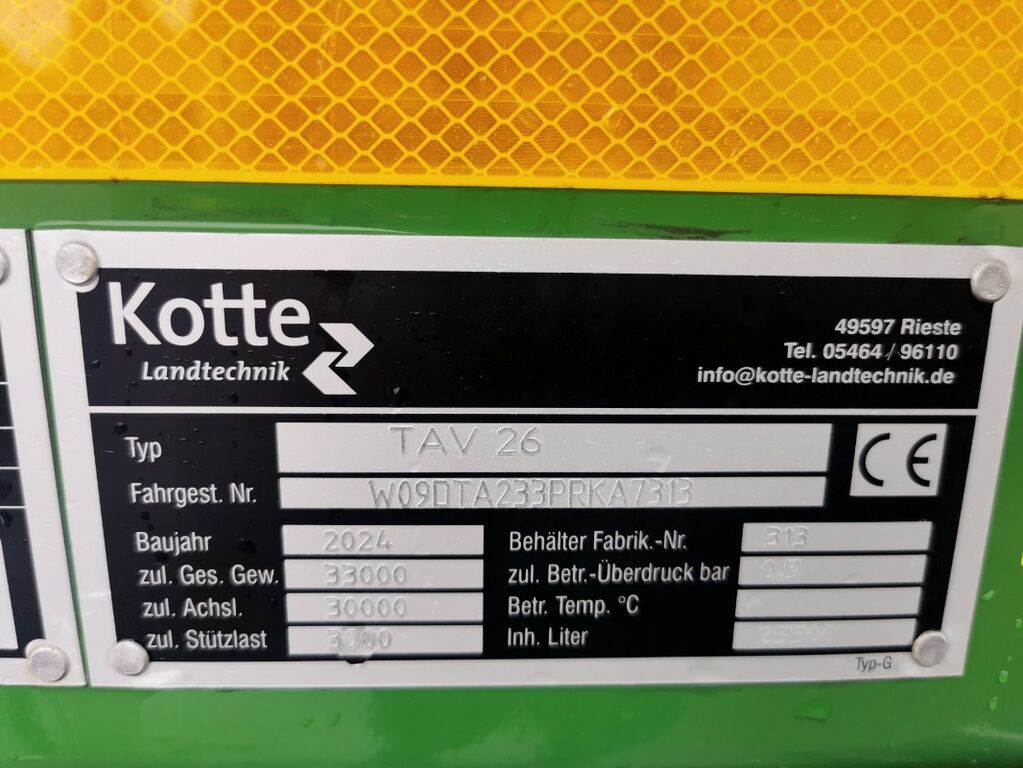 Kotte
Landtechnik
49597 Rieste
Tel. 05464 / 96110
info@kotte-landtechnik.de
Typ TAV 26
CE
Fahrgest. Nr. W09DTA233PRKA7313
Baujahr 2024
zul. Ges. Gew. 33000
zul. Achsl. 30000
zul. Stützlast 3000
Behälter Fabrik.-Nr. 313
zul. Betr.-Überdruck bar 0.5
Betr. Temp. °C
Inh. Liter
Typ-G